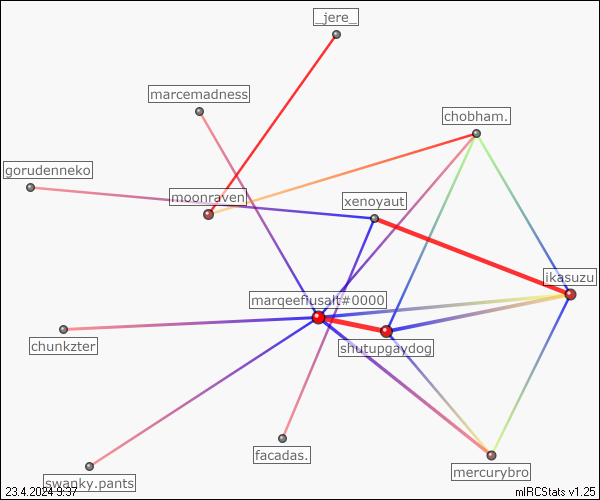 _jere_
marcemadness
chobham.
gorudenneko
moonraven
xenoyaut
ikasuzu
marqeeflusalt#0000
chunkzter
shutupgaydog
facadas.
mercurybro
swanky.pants
23.4.2024 9:37
mIRCStats v1.25